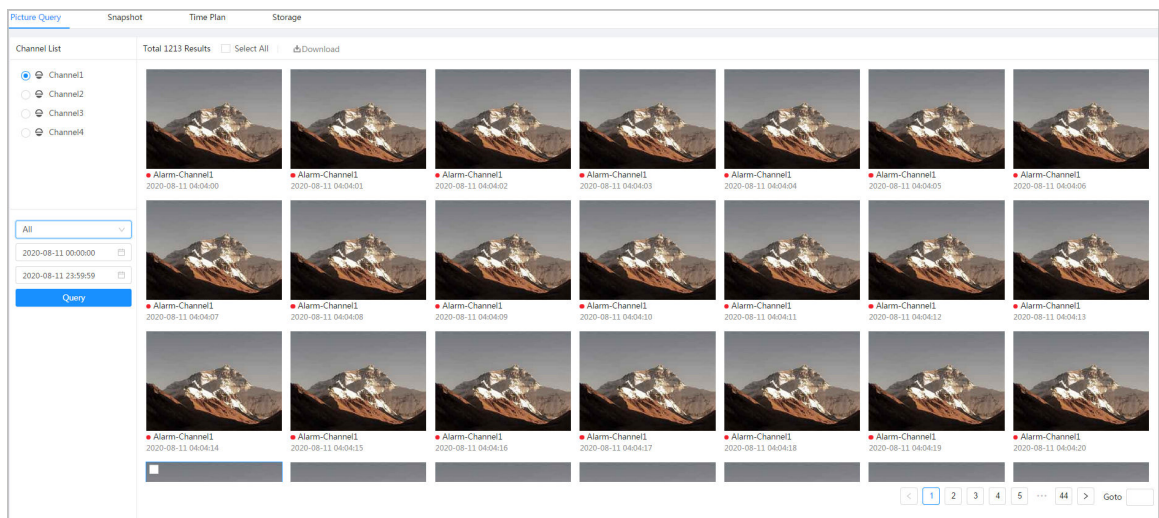 Picture Query Snapshot Time Plan Storage
Channel List
Total 1213 Results Select All Download
Channel1
Channel2
Channel3
Channel4
All
2020-08-11 00:00:00
2020-08-11 23:59:59
Query
Alarm-Channel1 Alarm-Channel1 Alarm-Channel1 Alarm-Channel1 Alarm-Channel1 Alarm-Channel1 Alarm-Channel1
2020-08-11 04:04:00 2020-08-11 04:04:01 2020-08-11 04:04:02 2020-08-11 04:04:03 2020-08-11 04:04:04 2020-08-11 04:04:05 2020-08-11 04:04:06
Alarm-Channel1 Alarm-Channel1 Alarm-Channel1 Alarm-Channel1 Alarm-Channel1 Alarm-Channel1 Alarm-Channel1
2020-08-11 04:04:07 2020-08-11 04:04:08 2020-08-11 04:04:09 2020-08-11 04:04:10 2020-08-11 04:04:11 2020-08-11 04:04:12 2020-08-11 04:04:13
Alarm-Channel1 Alarm-Channel1 Alarm-Channel1 Alarm-Channel1 Alarm-Channel1 Alarm-Channel1 Alarm-Channel1
2020-08-11 04:04:14 2020-08-11 04:04:15 2020-08-11 04:04:16 2020-08-11 04:04:17 2020-08-11 04:04:18 2020-08-11 04:04:19 2020-08-11 04:04:20
< 1 2 3 4 5 ··· 44 > Goto